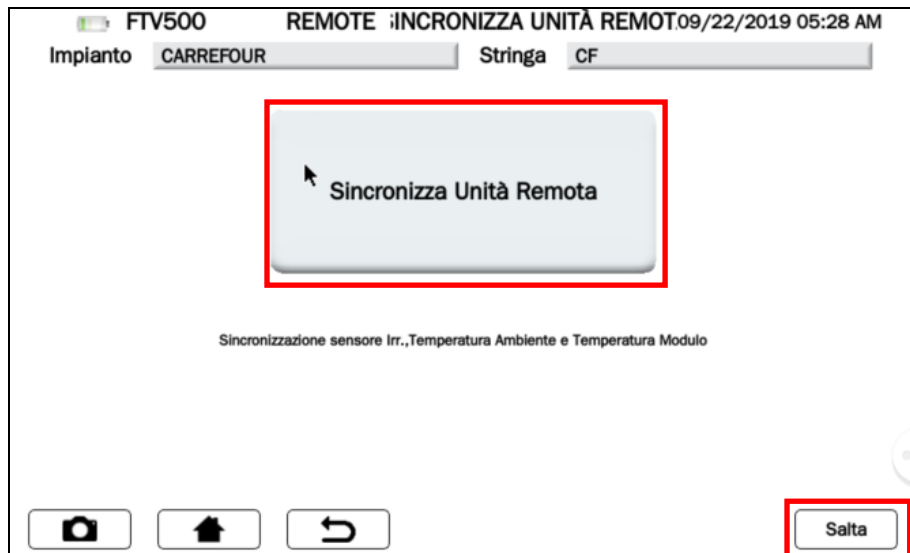 FTV500 REMOTE SINCRONIZZA UNITÀ REMOT 09/22/2019 05:28 AM
Impianto CARREFOUR Stringa CF
Sincronizza Unità Remota
Sincronizzazione sensore Irr.,Temperatura Ambiente e Temperatura Modulo
Salta